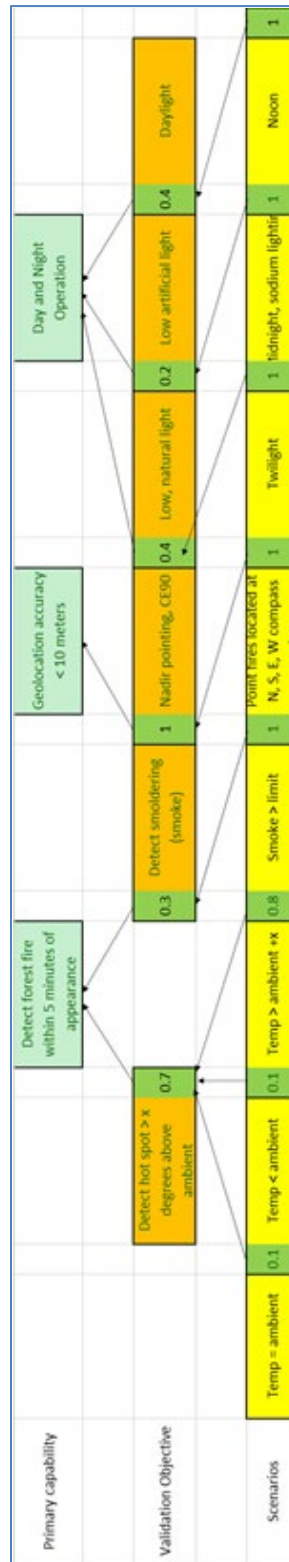 Primary capability
Detect forest fire
within 5 minutes of
appearance
Geolocation accuracy
< 10 meters
Day and Night
Operation
Validation Objective
Detect hot spot > x
degrees above
ambient
0.7
0.3
Detect smoldering
(smoke)
1
Nadir pointing, CE90
0.4
Low, natural light
0.2
Low artificial light
0.4
Daylight
Scenarios
Temp = ambient
0.1
Temp < ambient
0.1
Temp > ambient +x
0.8
Smoke > limit
1
Point fires located at
N, S, E, W compass
1
Twilight
1
sodium
1
Noon
1